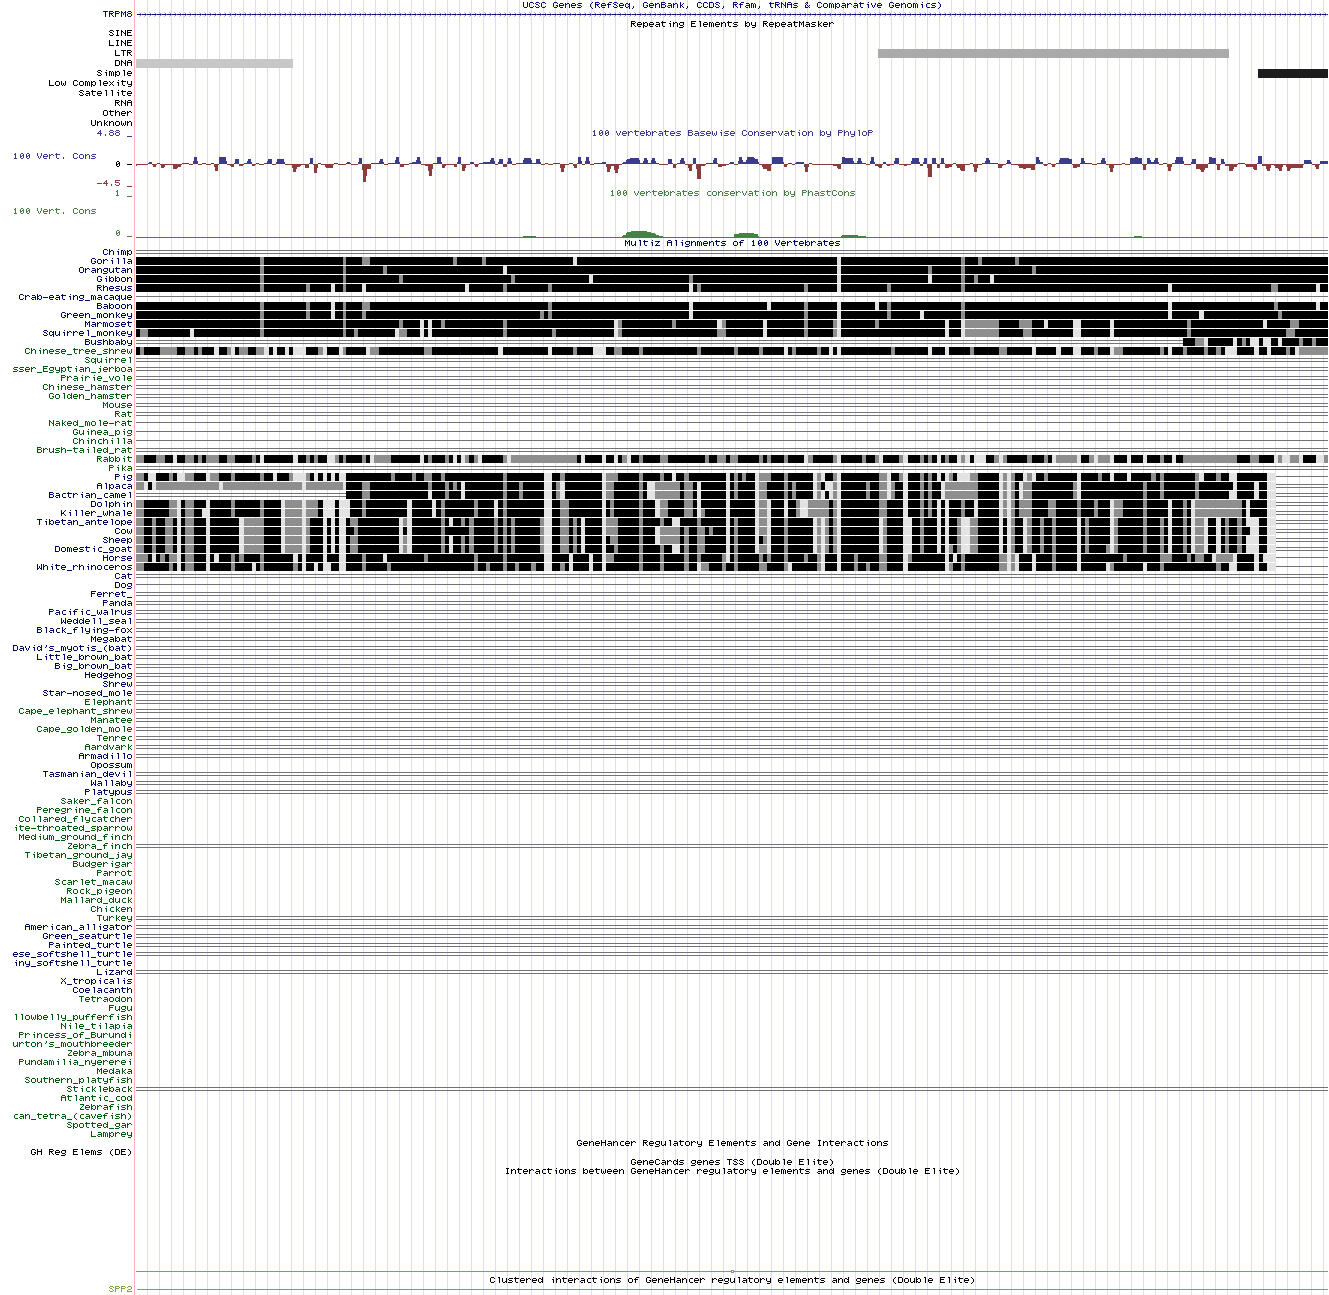 UCSC Genes (RefSeq, GenBank, CCDS, Rfam, tRNAs & Comparative Genomics)
TRPM8
Repeating Elements by RepeatMasker
SINE
LINE
LTR
DNA
Simple
Low Complexity
Satellite
RNA
Other
Unknown
4.88 _
100 vertebrates Basewise Conservation by PhyloP
100 Vert. Cons
0 _
-4.5 _
100 vertebrates conservation by PhastCons
1 _
100 Vert. Cons
0 _
Multiz Alignments of 100 Vertebrates
Chimp
Gorilla
Orangutan
Gibbon
Rhesus
Crab-eating_macaque
Baboon
Green_monkey
Marmoset
Squirrel_monkey
Bushbaby
Chinese_tree_shrew
Squirrel
sser_Egyptian_jerboa
Prairie_vole
Chinese_hamster
Golden_hamster
Mouse
Rat
Naked_mole-rat
Guinea_pig
Chinchilla
Brush-tailed_rat
Rabbit
Pika
Pig
Alpaca
Bactrian_camel
Dolphin
Killer_whale
Tibetan_antelope
Cow
Sheep
Domestic_goat
Horse
White_rhinoceros
Cat
Dog
Ferret_
Panda
Pacific_walrus
Weddell_seal
Black_flying-fox
Megabat
David's_myotis_(bat)
Little_brown_bat
Big_brown_bat
Hedgehog
Shrew
Star-nosed_mole
Elephant
Cape_elephant_shrew
Manatee
Cape_golden_mole
Tenrec
Aardvark
Armadillo
Opossum
Tasmanian_devil
Wallaby
Platypus
Saker_falcon
Peregrine_falcon
Collared_flycatcher
ite-throated_sparrow
Medium_ground_finch
Zebra_finch
Tibetan_ground_jay
Budgerigar
Parrot
Scarlet_macaw
Rock_pigeon
Mallard_duck
Chicken
Turkey
American_alligator
Green_seaturtle
Painted_turtle
ese_softshell_turtle
iny_softshell_turtle
Lizard
X_tropicalis
Coelacanth
Tetraodon
Fugu
llowbelly_pufferfish
Nile_tilapia
Princess_of_Burundi
urton's_mouthbreeder
Zebra_mbuna
Pundamilia_nyererei
Medaka
Southern_platyfish
Stickleback
Atlantic_cod
Zebrafish
can_tetra_(cavefish)
Spotted_gar
Lamprey
GeneHancer Regulatory Elements and Gene Interactions
GH Reg Elems (DE)
GeneCards genes TSS (Double Elite)
Interactions between GeneHancer regulatory elements and genes (Double Elite)
Clustered interactions of GeneHancer regulatory elements and genes (Double Elite)
SPP2